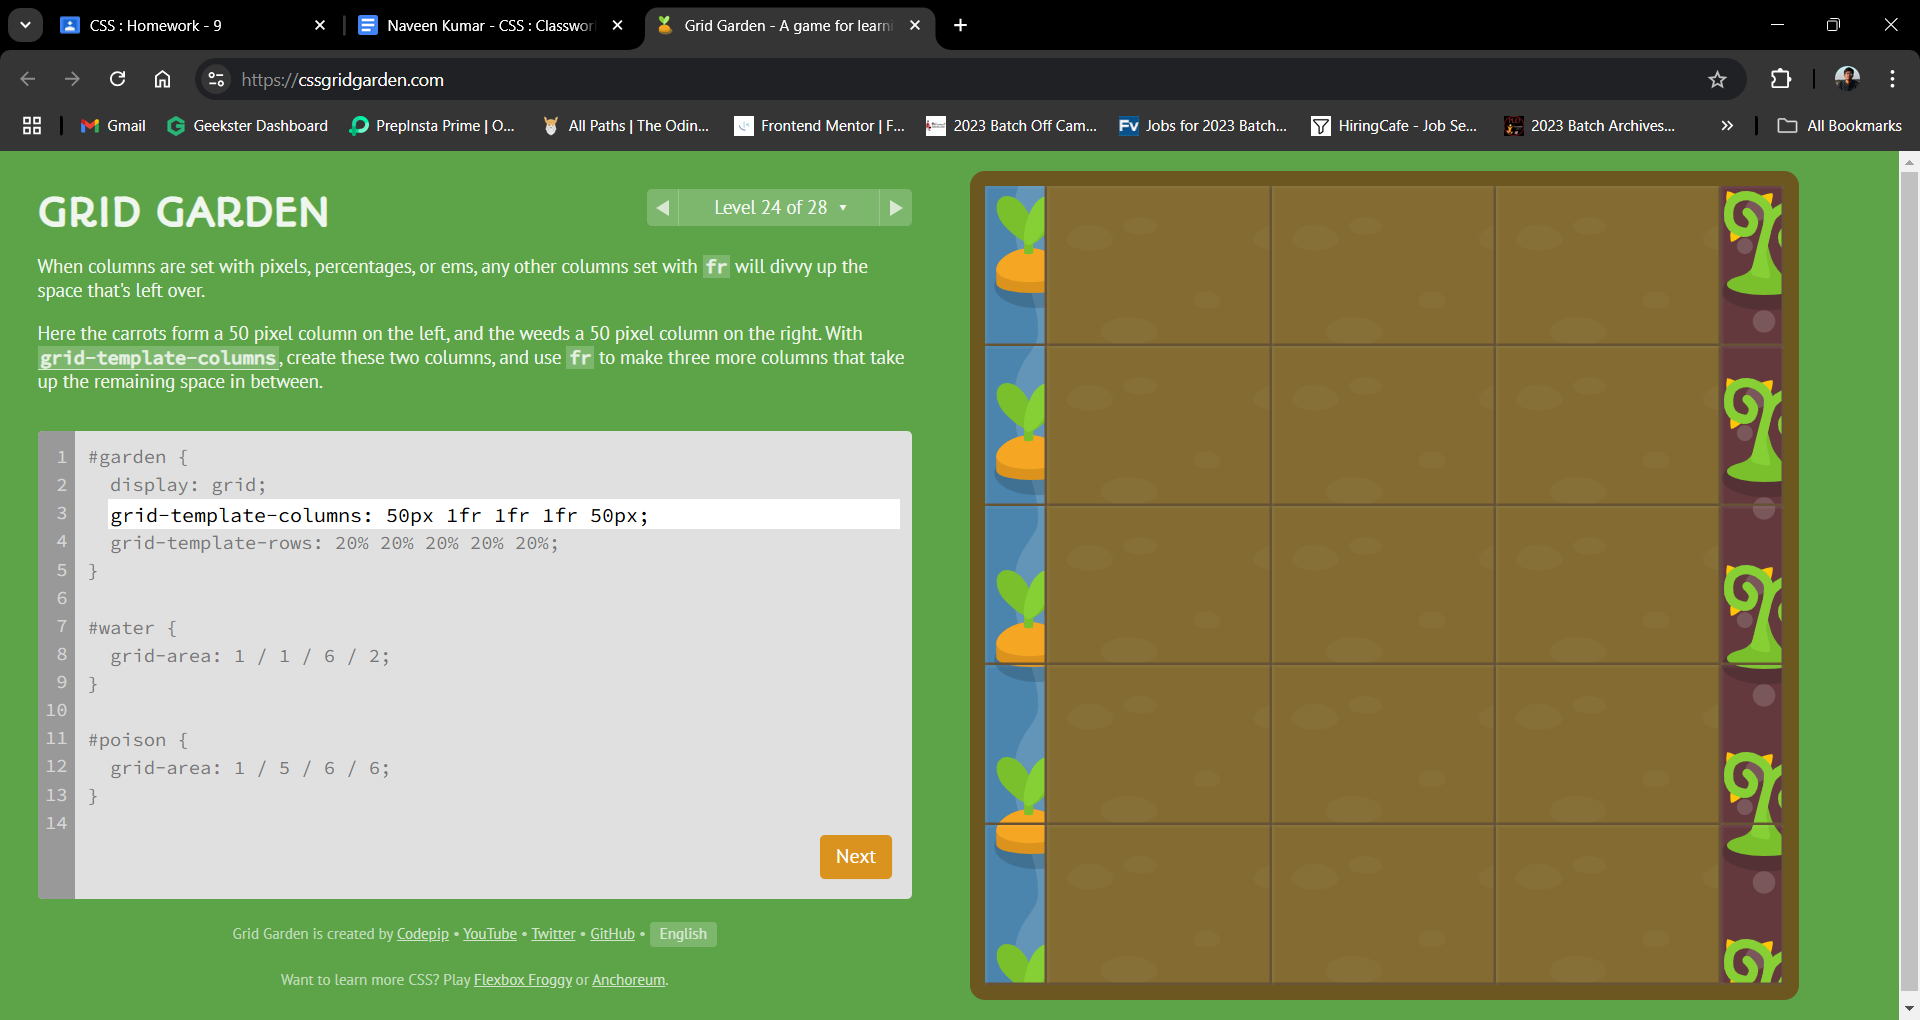 CSS : Homework - 9
Naveen Kumar - CSS : Classwor
Grid Garden - A game for learni
https://cssgridgarden.com
Gmail
Geekster Dashboard
PrepInsta Prime | O...
All Paths | The Odin...
Frontend Mentor | F...
2023 Batch Off Cam...
Fv Jobs for 2023 Batch...
HiringCafe - Job Se...
2023 Batch Archives...
All Bookmarks
GRID GARDEN
Level 24 of 28
When columns are set with pixels, percentages, or ems, any other columns set with fr will divvy up the
space that's left over.
Here the carrots form a 50 pixel column on the left, and the weeds a 50 pixel column on the right. With
grid-template-columns, create these two columns, and use fr to make three more columns that take
up the remaining space in between.
1 #garden {
2 display: grid;
3 grid-template-columns: 50px 1fr 1fr 1fr 50px;
4 grid-template-rows: 20% 20% 20% 20% 20%;
5 }
6
7 #water {
8 grid-area: 1 / 1 / 6 / 2;
9 }
10
11 #poison {
12 grid-area: 1 / 5 / 6 / 6;
13 }
14
Next
Grid Garden is created by Codepip • YouTube • Twitter • GitHub • English
Want to learn more CSS? Play Flexbox Froggy or Anchoreum.